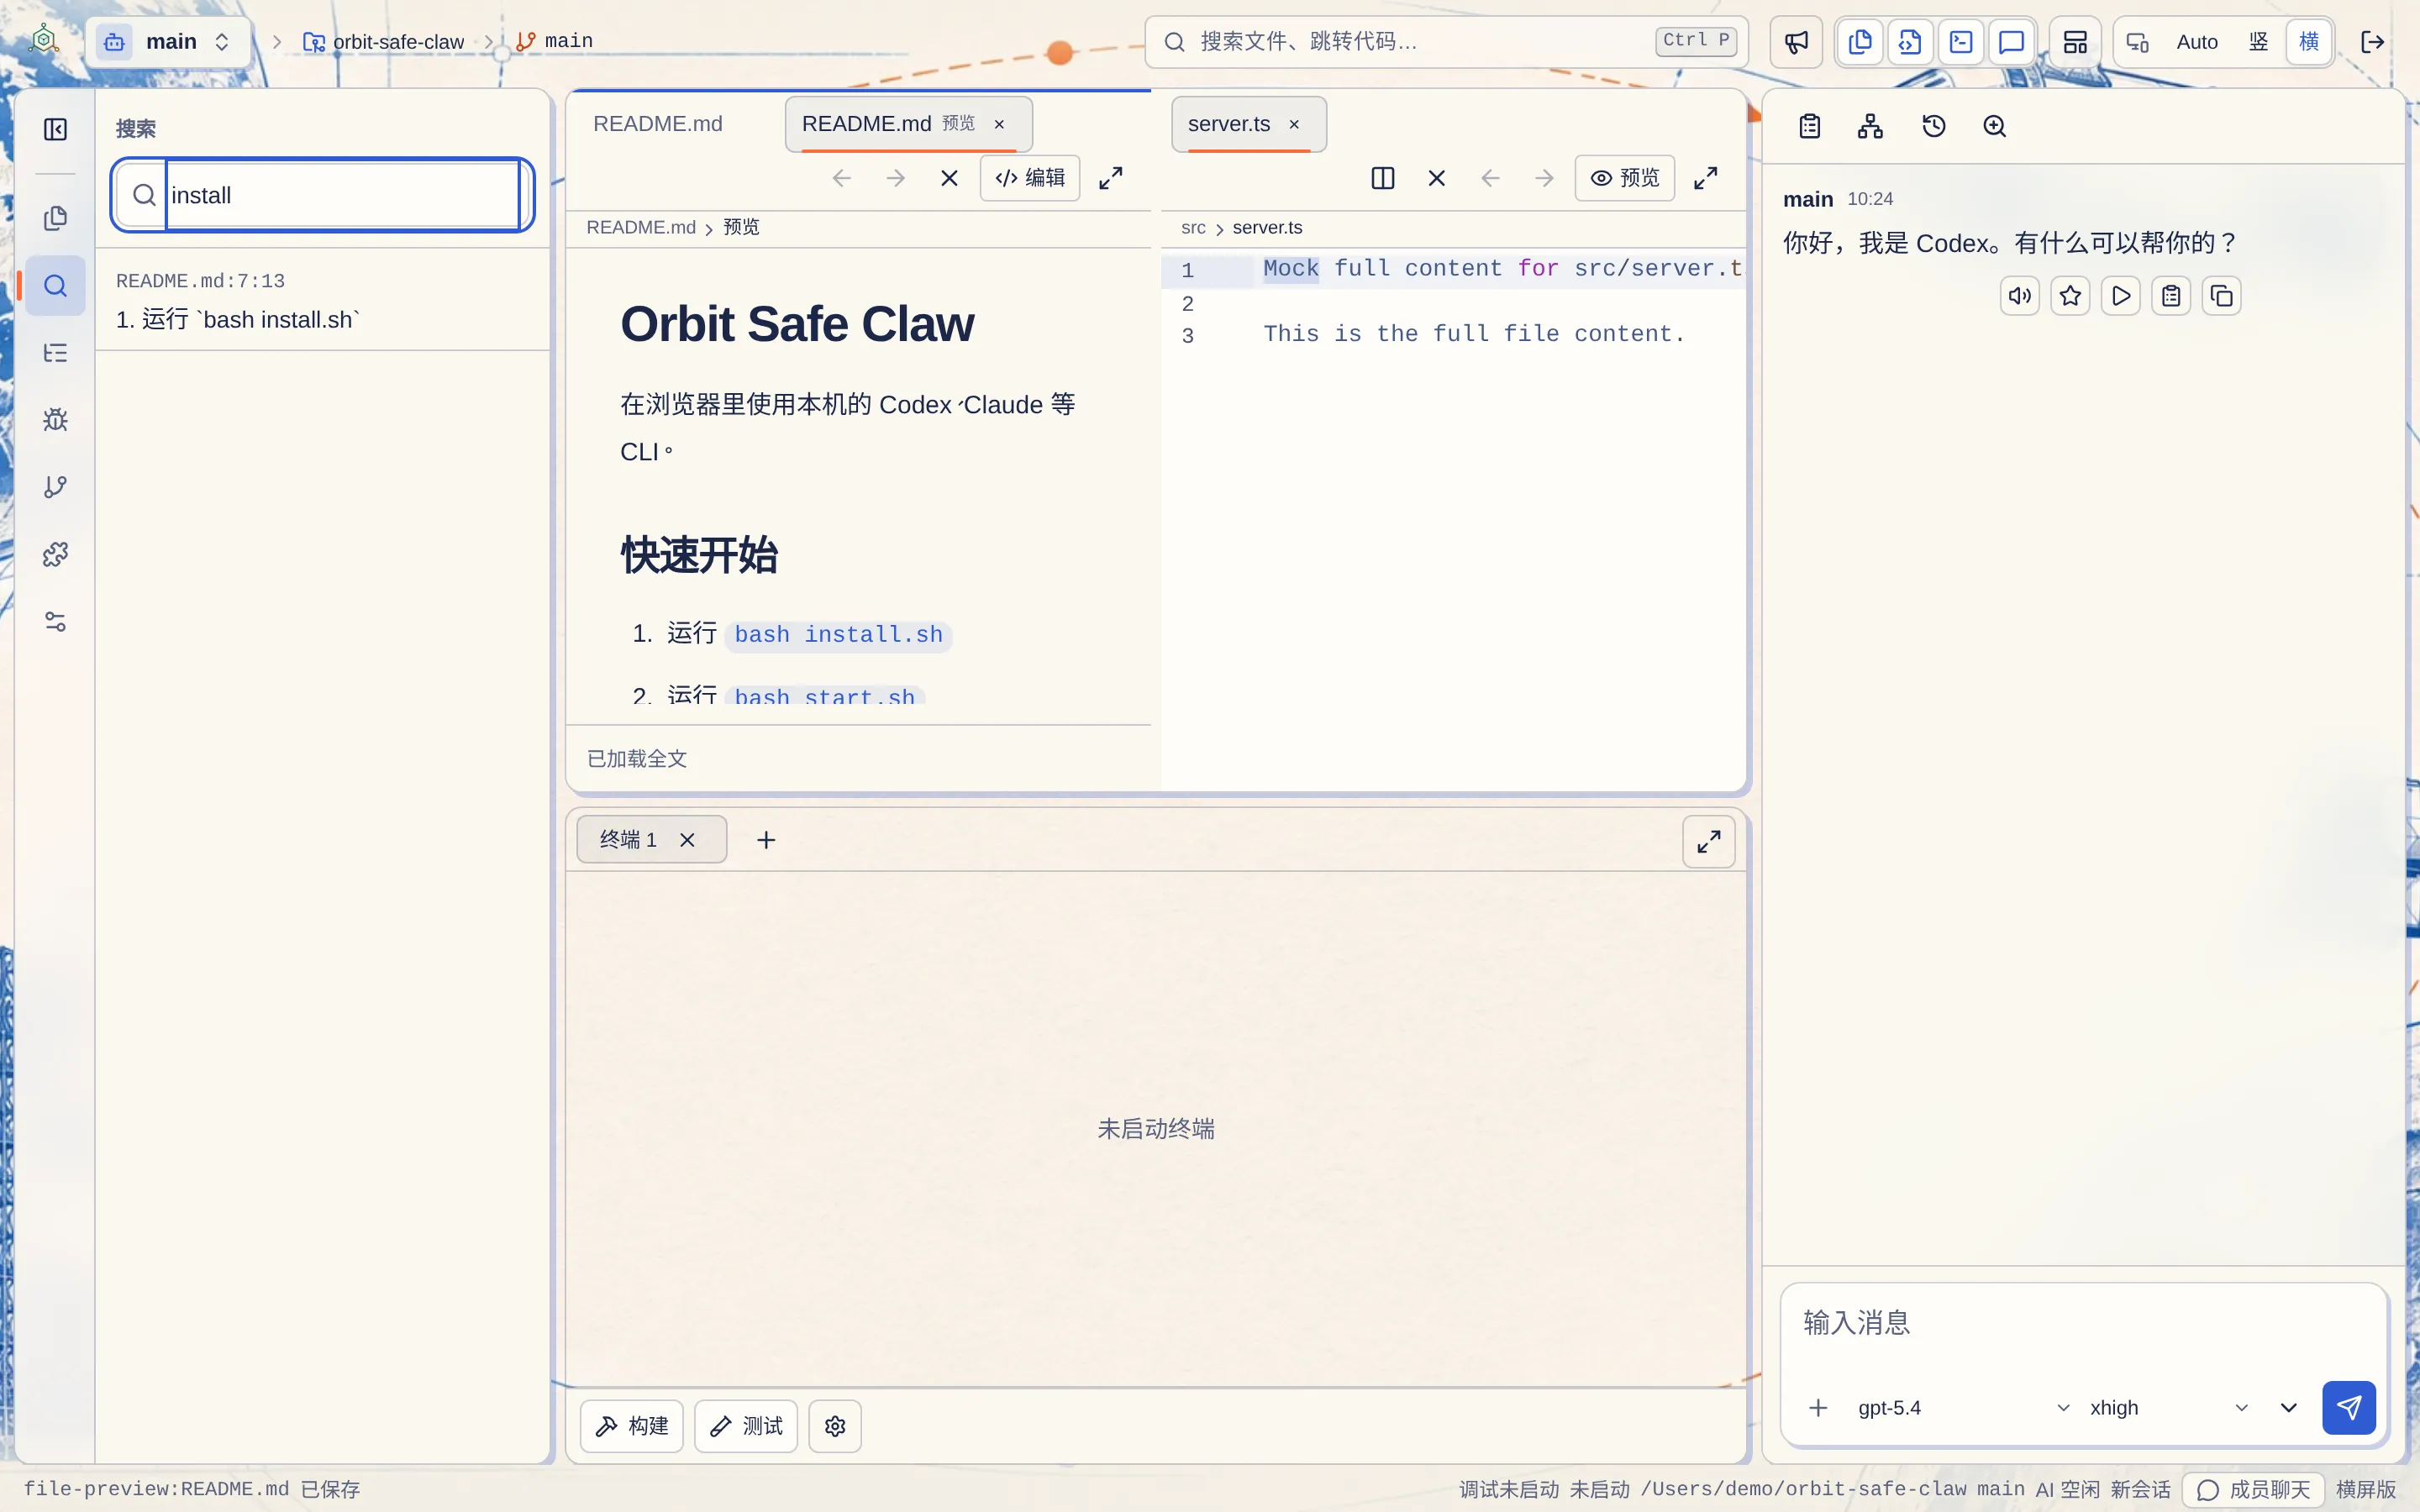 main orbit-safe-claw main
搜索文件、跳转代码... Ctrl P
Auto 竖 横
搜索
install
README.md:7:13
1. 运行 `bash install.sh`
README.md README.md 预览
编辑
README.md 预览
Orbit Safe Claw
在浏览器里使用本机的 Codex、Claude 等
CLI。
快速开始
1. 运行 bash install.sh
2. 运行 bash start.sh
已加载全文
server.ts
预览
src server.ts
1 Mock full content for src/server.t
2
3 This is the full file content.
终端 1
未启动终端
构建 测试
main 10:24
你好，我是 Codex。有什么可以帮你的？
输入消息
gpt-5.4 xhigh
file-preview:README.md 已保存
调试未启动 未启动 /Users/demo/orbit-safe-claw main AI 空闲 新会话 成员聊天 横屏版